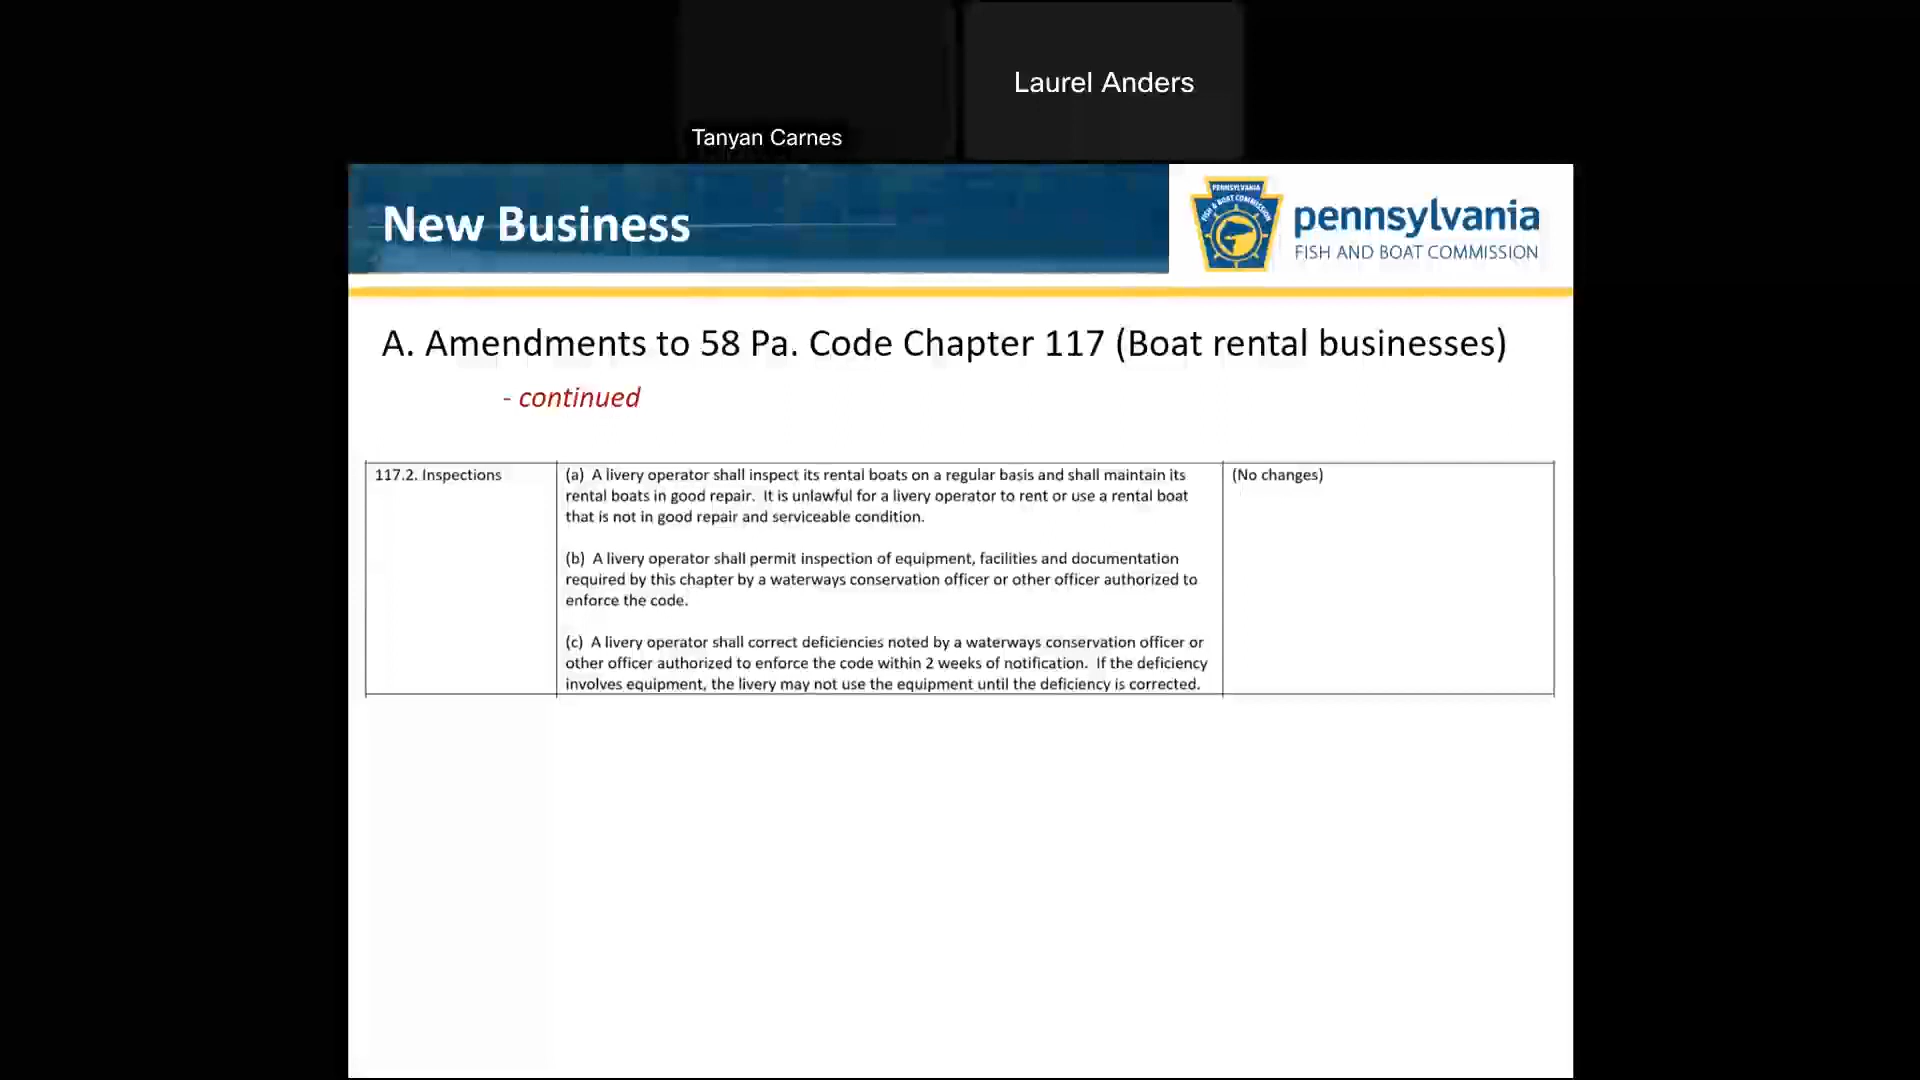 Laurel Anders
Tanyan Carnes
New Business
PENNSYLVANIA
FISH & BOAT COMMISSION
pennsylvania
FISH AND BOAT COMMISSION
A. Amendments to 58 Pa. Code Chapter 117 (Boat rental businesses)
- continued
117.2. Inspections
(a) A livery operator shall inspect its rental boats on a regular basis and shall maintain its
rental boats in good repair. It is unlawful for a livery operator to rent or use a rental boat
that is not in good repair and serviceable condition.
(b) A livery operator shall permit inspection of equipment, facilities and documentation
required by this chapter by a waterways conservation officer or other officer authorized to
enforce the code.
(c) A livery operator shall correct deficiencies noted by a waterways conservation officer or
other officer authorized to enforce the code within 2 weeks of notification. If the deficiency
involves equipment, the livery may not use the equipment until the deficiency is corrected.
(No changes)